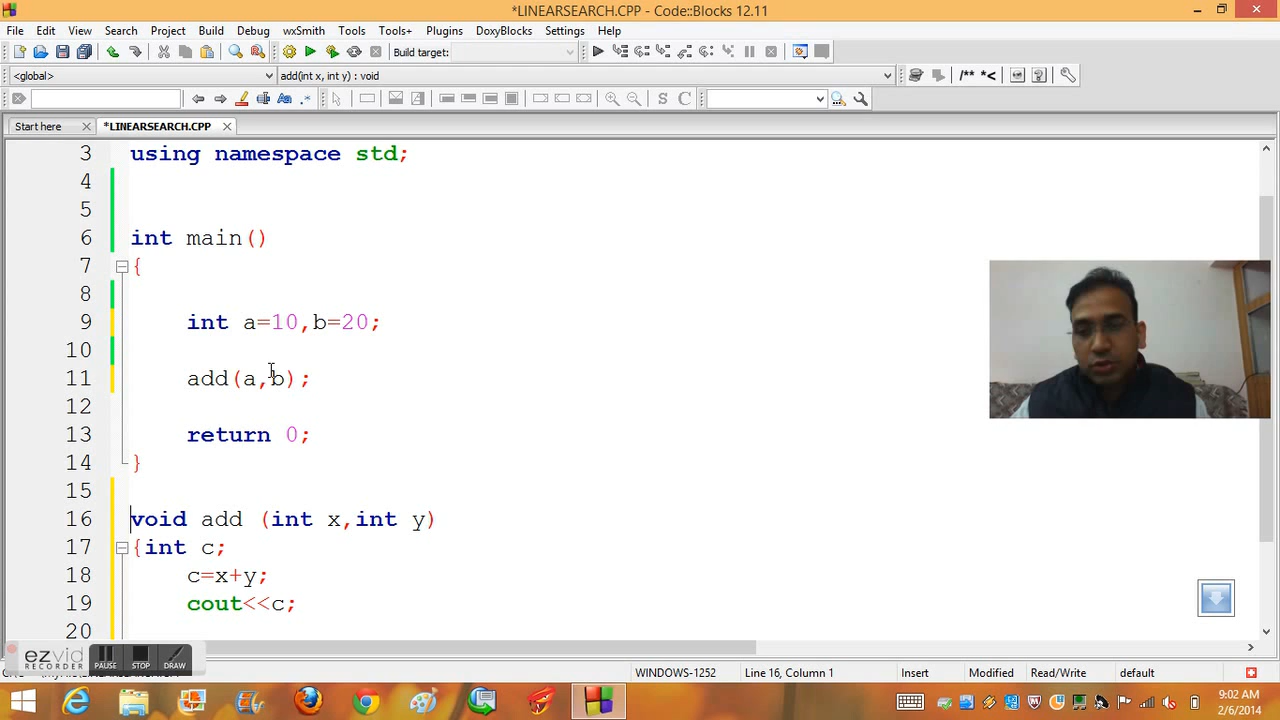 *LINEARSEARCH.CPP - Code::Blocks 12.11
File Edit View Search Project Build Debug wxSmith Tools Tools+ Plugins DoxyBlocks Settings Help
Build target:
<global> add(int x, int y) : void
Start here *LINEARSEARCH.CPP
3 using namespace std;
4
5
6 int main()
7 {
8
9 int a=10,b=20;
10
11 add(a,b);
12
13 return 0;
14 }
15
16 void add (int x,int y)
17 {int c;
18 c=x+y;
19 cout<<c;
20
ezvid RECORDER PAUSE STOP DRAW
WINDOWS-1252 Line 16, Column 1 Insert Modified Read/Write default
9:02 AM
2/6/2014